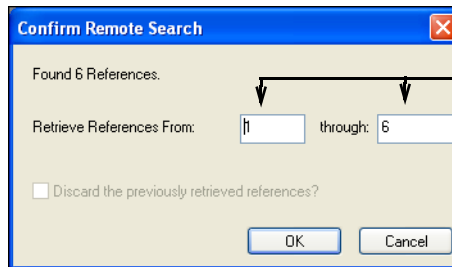 Confirm Remote Search
Found 6 References.
Retrieve References From: 1 through: 6
Discard the previously retrieved references?
OK Cancel